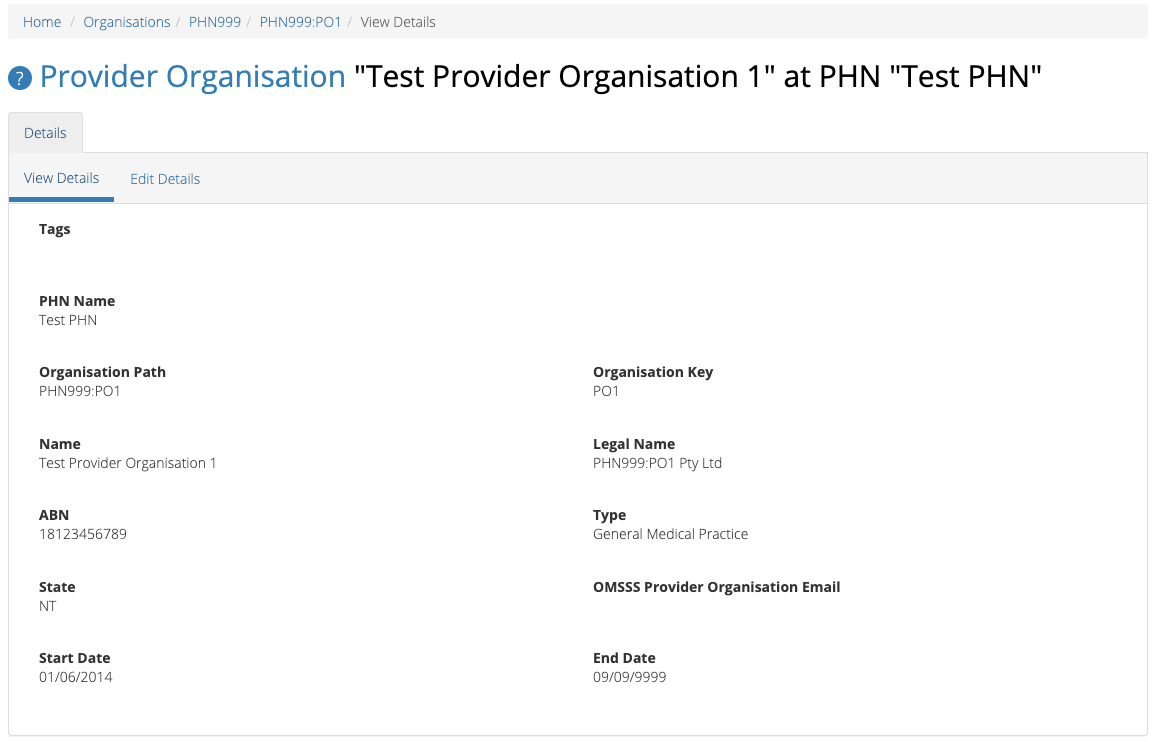 Home / Organisations / PHN999 / PHN999:PO1 / View Details
? Provider Organisation "Test Provider Organisation 1" at PHN "Test PHN"
Details
View Details Edit Details
Tags
PHN Name
Test PHN
Organisation Path Organisation Key
PHN999:PO1 PO1
Name Legal Name
Test Provider Organisation 1 PHN999:PO1 Pty Ltd
ABN Type
18123456789 General Medical Practice
State OMSSS Provider Organisation Email
NT
Start Date End Date
01/06/2014 09/09/9999